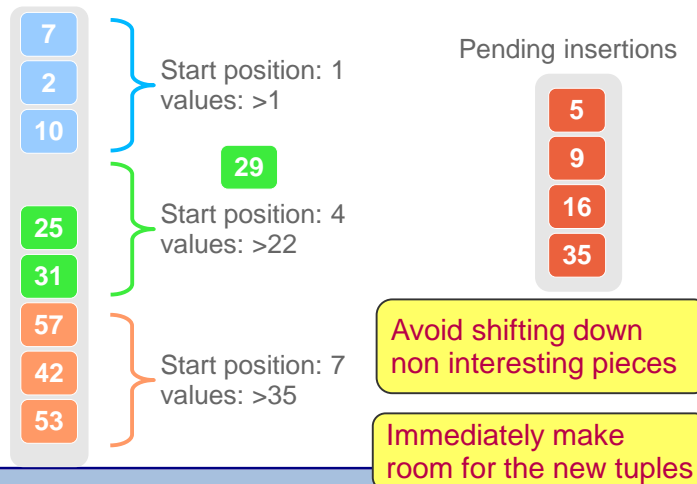 7
2
10
Start position: 1
values: >1
29
25
31
Start position: 4
values: >22
57
42
53
Start position: 7
values: >35
Pending insertions
5
9
16
35
Avoid shifting down
non interesting pieces
Immediately make
room for the new tuples